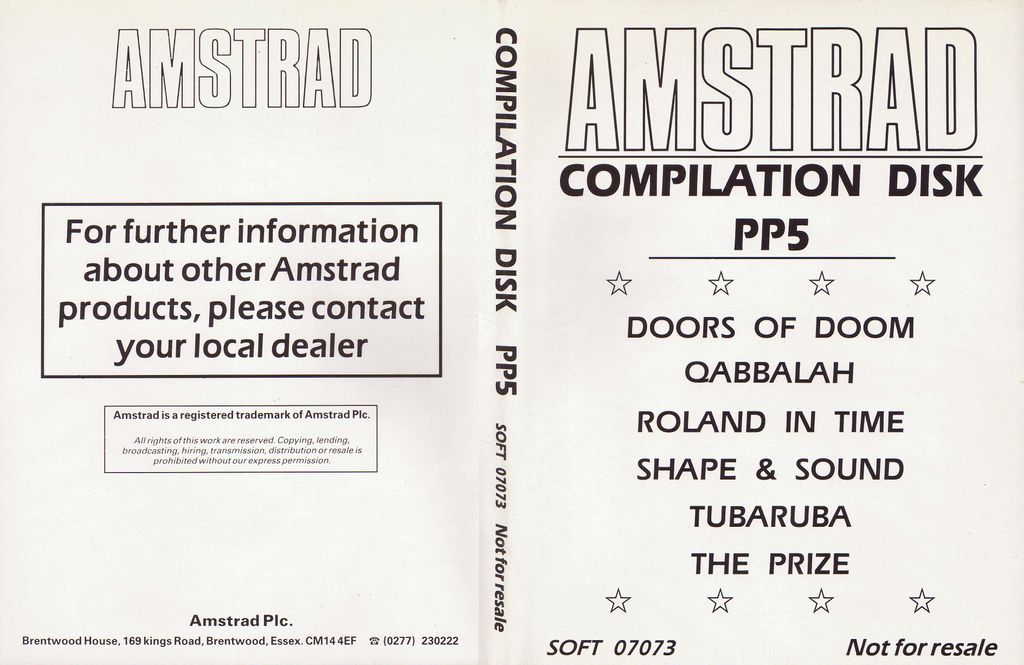 AMSTRAD
For further information
about other Amstrad
products, please contact
your local dealer
Amstrad is a registered trademark of Amstrad Plc.
All rights of this work are reserved. Copying, lending,
broadcasting, hiring, transmission, distribution or resale is
prohibited without our express permission.
Amstrad Plc.
Brentwood House, 169 kings Road, Brentwood, Essex. CM14 4EF ☎ (0277) 230222
COMPILATION DISK PP5 SOFT 07073 Not for resale
AMSTRAD
COMPILATION DISK
PP5
DOORS OF DOOM
QABBALAH
ROLAND IN TIME
SHAPE & SOUND
TUBARUBA
THE PRIZE
SOFT 07073 Not for resale